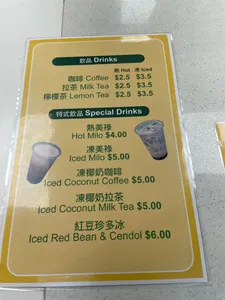 飲品 Drinks
熱 Hot 凍 Iced
咖啡 Coffee $2.5 $3.5
拉茶 Milk Tea $2.5 $3.5
檸檬茶 Lemon Tea $2.5 $3.5
特式飲品 Special Drinks
熱美祿
Hot Milo $4.00
凍美祿
Iced Milo $5.00
凍椰奶咖啡
Iced Coconut Coffee $5.00
凍椰奶拉茶
Iced Coconut Milk Tea $5.00
紅豆珍多冰
Iced Red Bean & Cendol $6.00